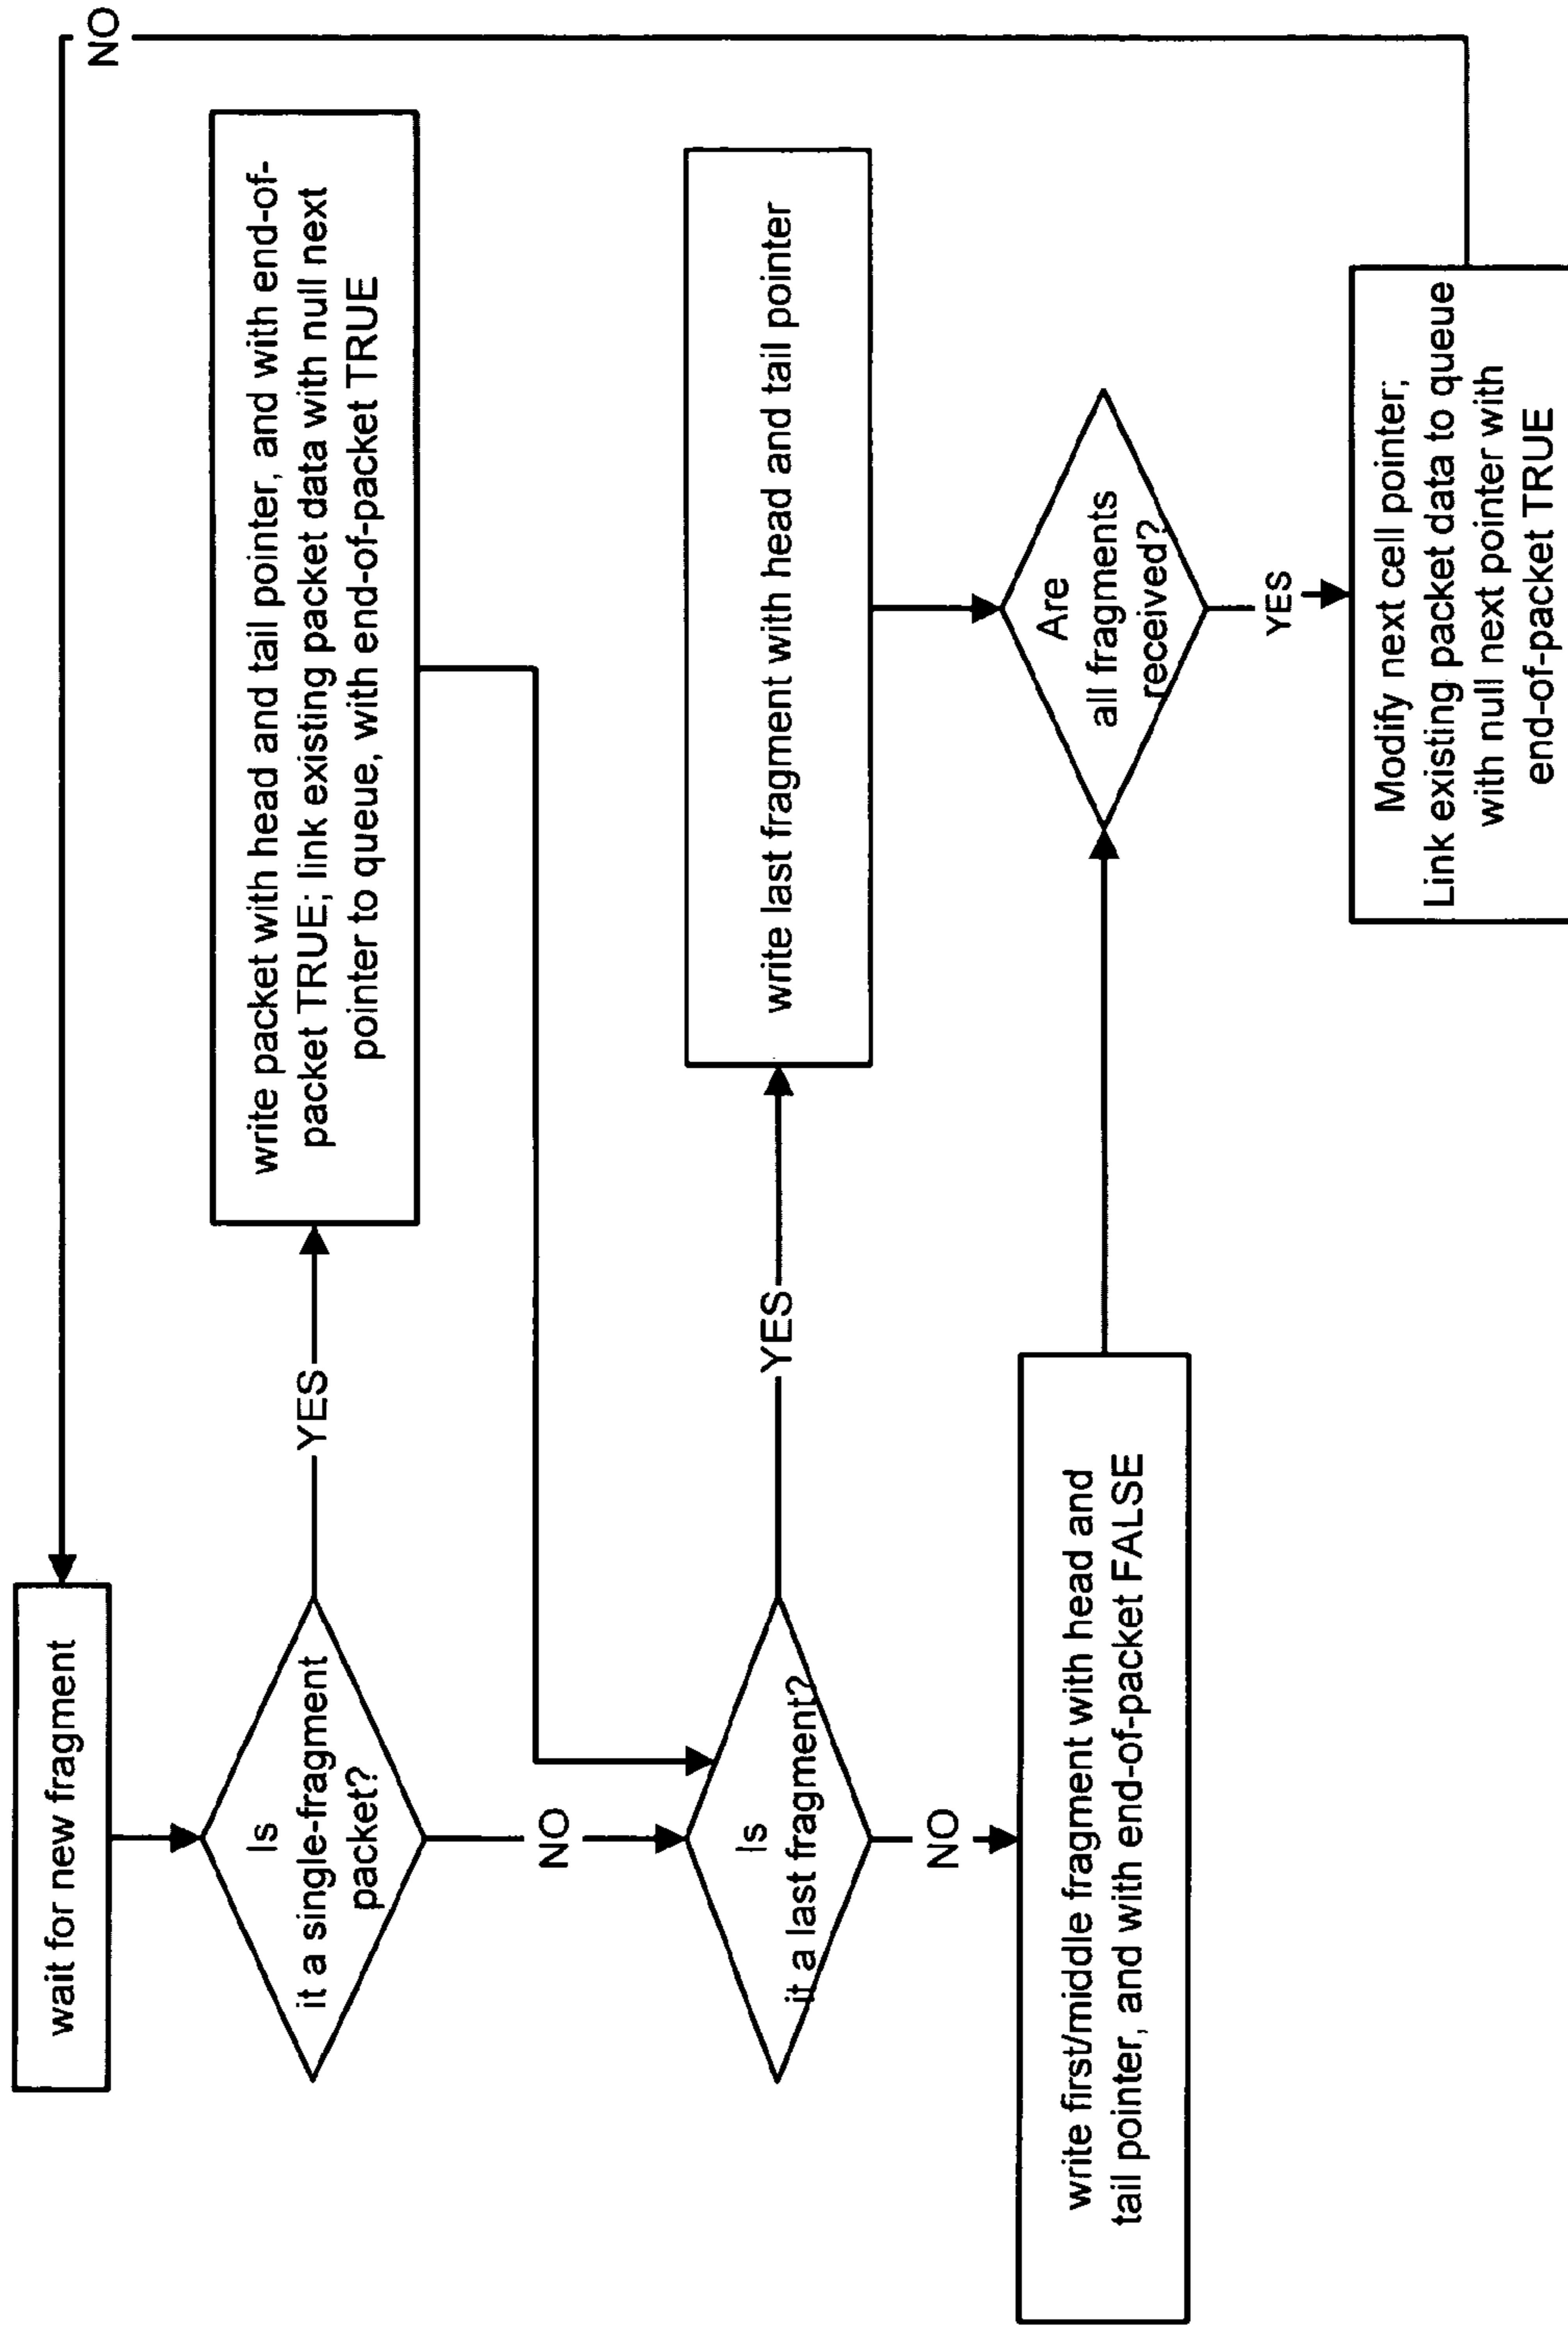 NO
wait for new fragment
Is
it a single-fragment
packet?
YES
write packet with head and tail pointer, and with end-of-
packet TRUE; link existing packet data with null next
pointer to queue, with end-of-packet TRUE
NO
Is
it a last fragment?
YES
write last fragment with head and tail pointer
NO
write first/middle fragment with head and
tail pointer, and with end-of-packet FALSE
Are
all fragments
received?
YES
Modify next cell pointer;
Link existing packet data to queue
with null next pointer with
end-of-packet TRUE